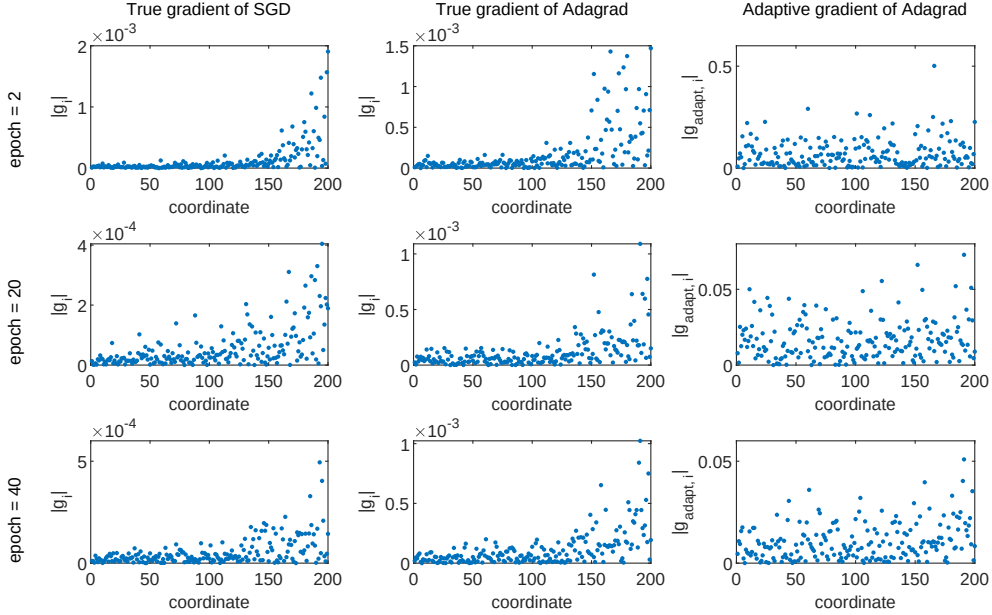 True gradient of SGD
True gradient of Adagrad
Adaptive gradient of Adagrad
epoch = 2
×10^-3
2
1
0
|g_i|
0 50 100 150 200
coordinate
×10^-3
1.5
1
0.5
0
|g_i|
0 50 100 150 200
coordinate
0.5
0
|g_adapt, i|
0 50 100 150 200
coordinate
epoch = 20
×10^-4
4
2
0
|g_i|
0 50 100 150 200
coordinate
×10^-3
1
0.5
0
|g_i|
0 50 100 150 200
coordinate
0.05
0
|g_adapt, i|
0 50 100 150 200
coordinate
epoch = 40
×10^-4
5
0
|g_i|
0 50 100 150 200
coordinate
×10^-3
1
0.5
0
|g_i|
0 50 100 150 200
coordinate
0.05
0
|g_adapt, i|
0 50 100 150 200
coordinate